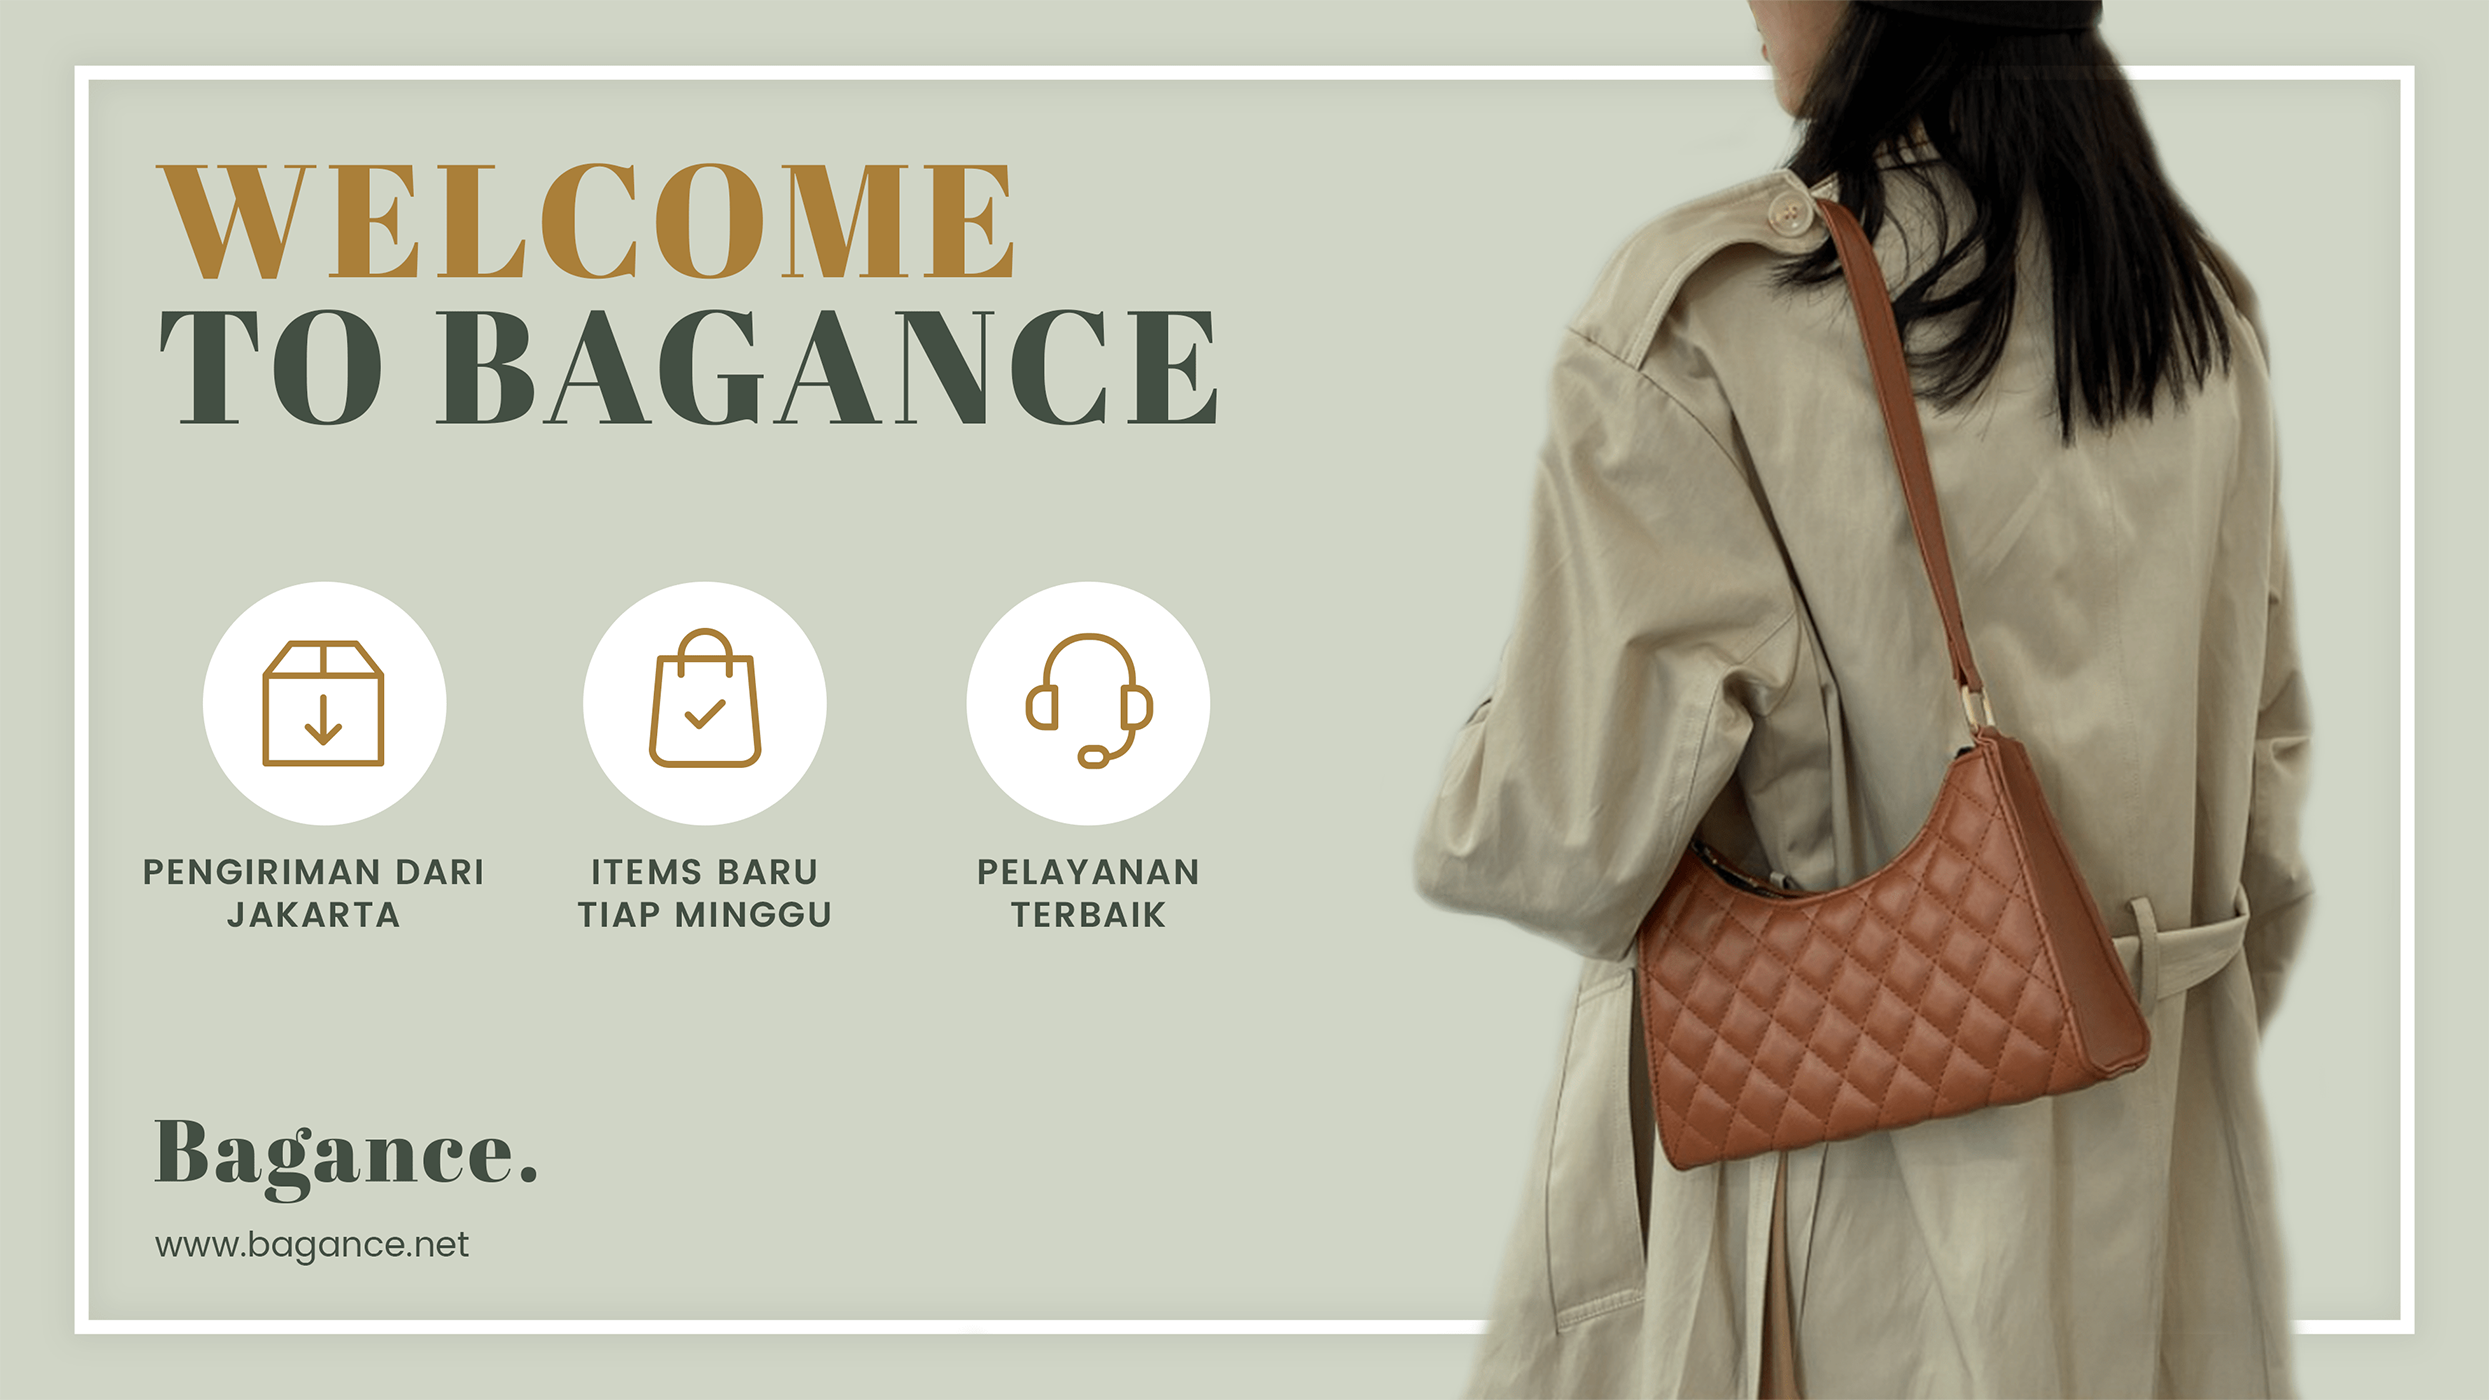 WELCOME
TO BAGANCE
PENGIRIMAN DARI
JAKARTA
ITEMS BARU
TIAP MINGGU
PELAYANAN
TERBAIK
Bagance.
www.bagance.net